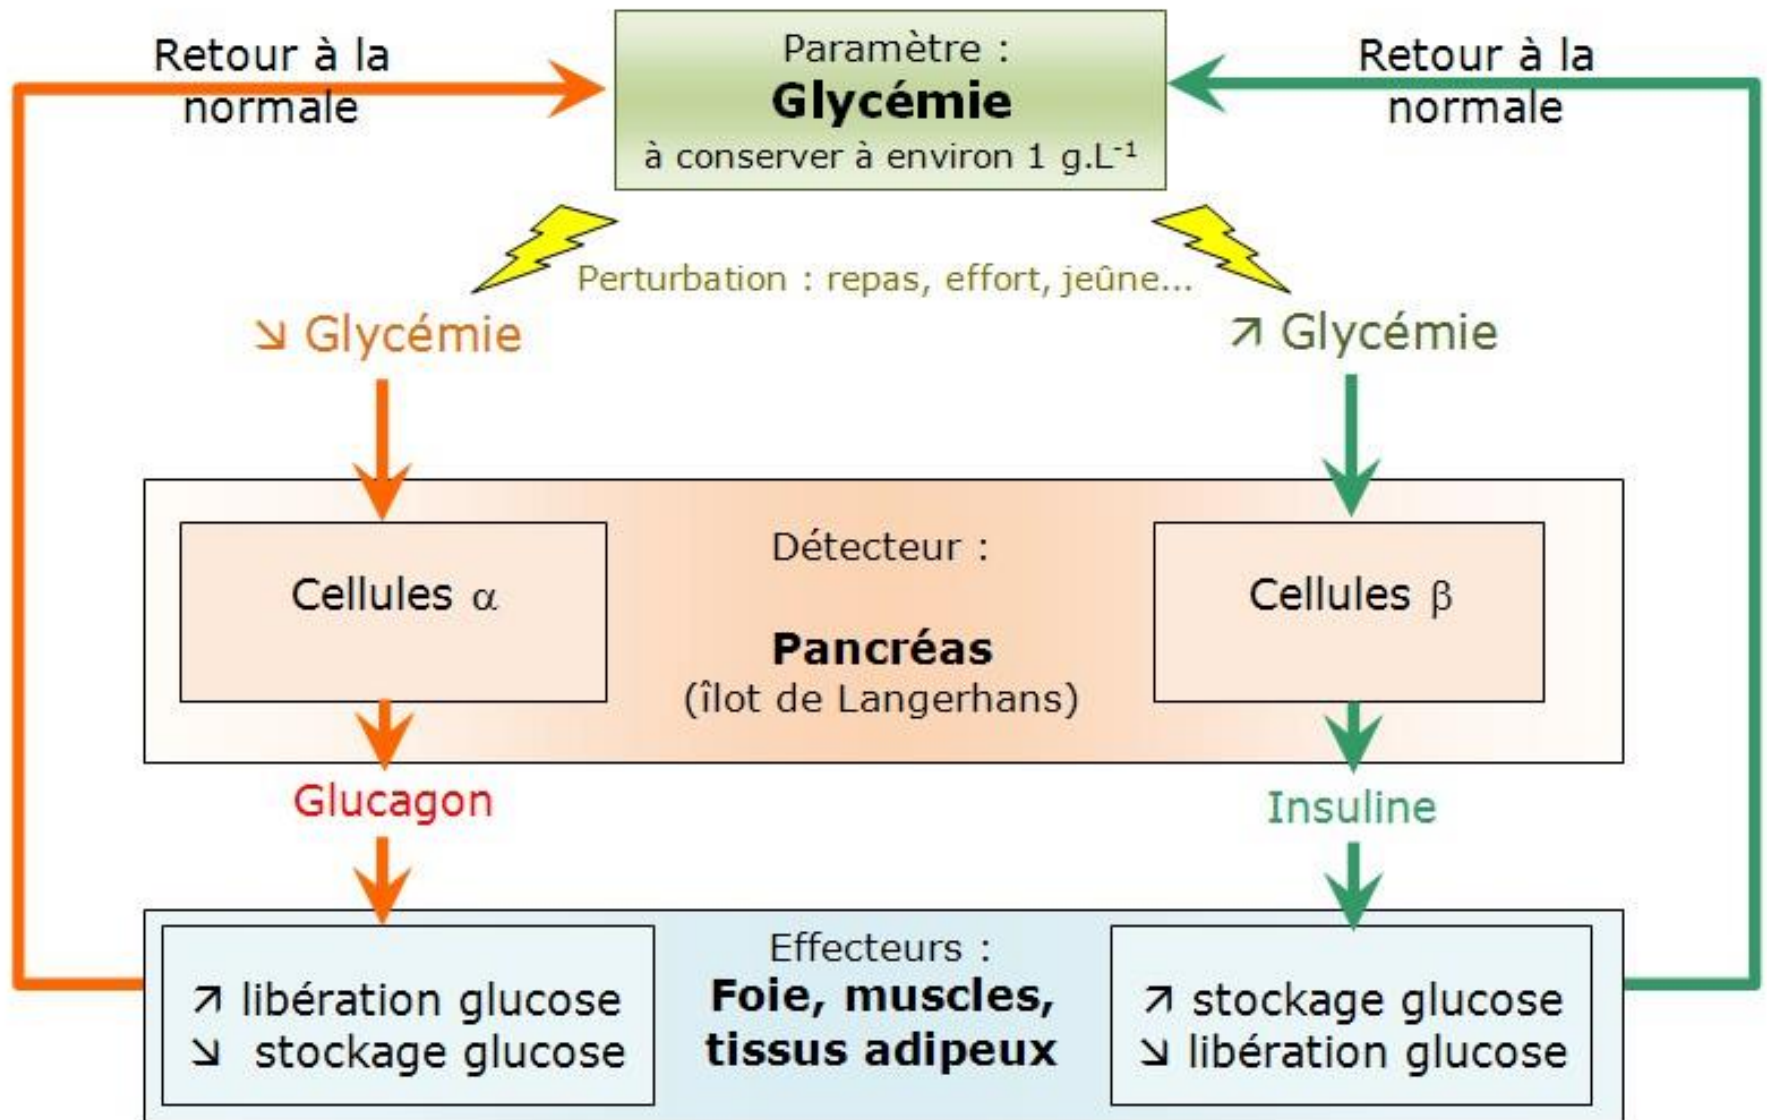 Retour à la
normale
Paramètre :
Glycémie
à conserver à environ 1 g.L⁻¹
Retour à la
normale
Perturbation : repas, effort, jeûne...
↘ Glycémie
↗ Glycémie
Cellules α
Détecteur :
Pancréas
(îlot de Langerhans)
Cellules β
Glucagon
Insuline
↗ libération glucose
↘ stockage glucose
Effecteurs :
Foie, muscles,
tissus adipeux
↗ stockage glucose
↘ libération glucose